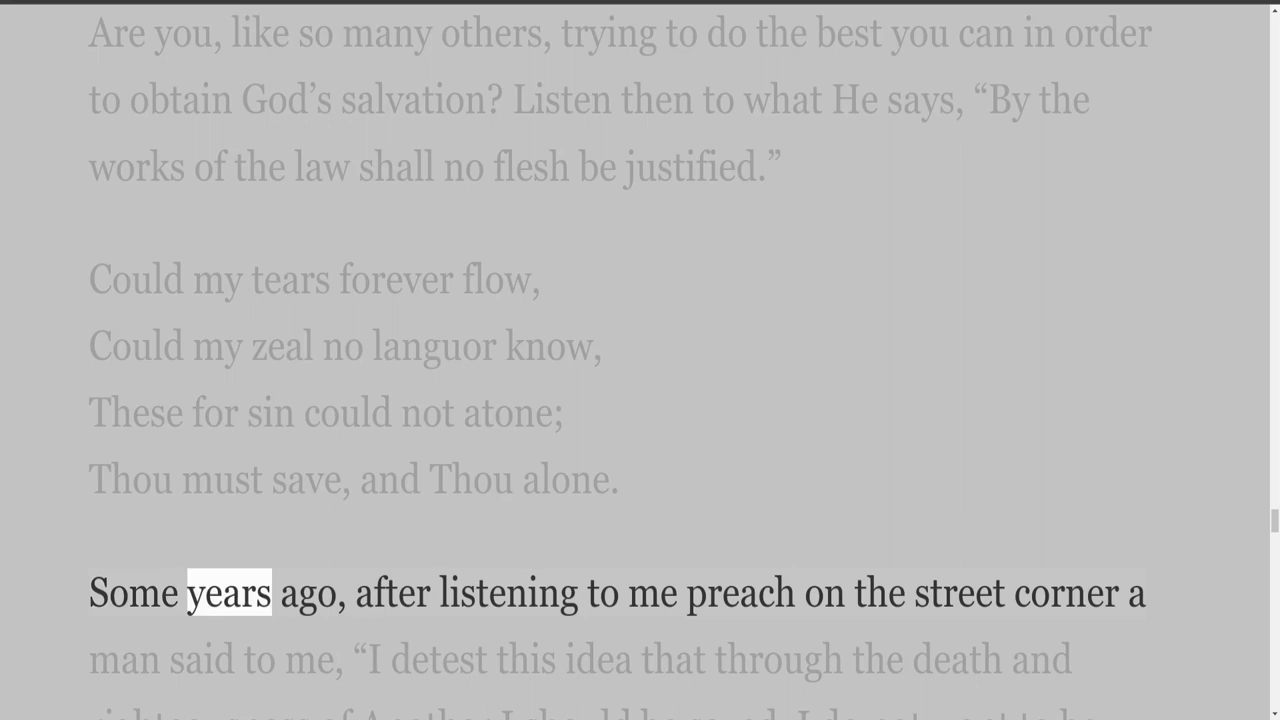 Are you, like so many others, trying to do the best you can in order
to obtain God’s salvation? Listen then to what He says, “By the
works of the law shall no flesh be justified.”
Could my tears forever flow,
Could my zeal no languor know,
These for sin could not atone;
Thou must save, and Thou alone.
Some years ago, after listening to me preach on the street corner a
man said to me, “I detest this idea that through the death and